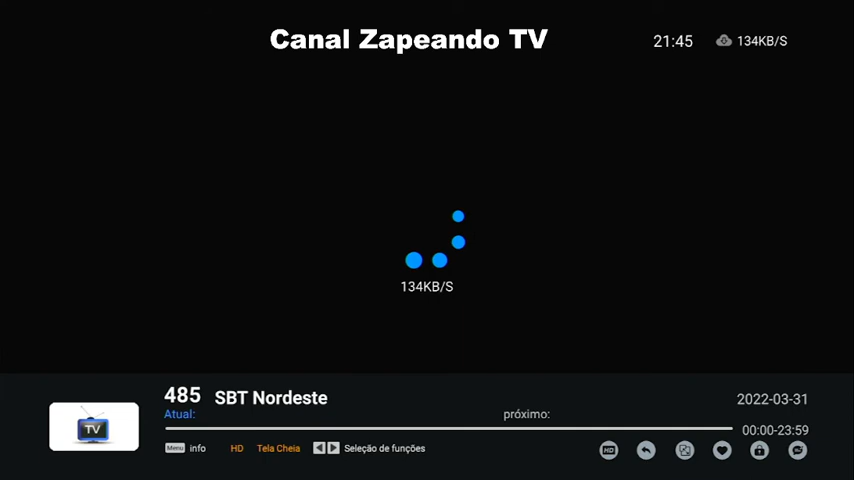 Canal Zapeando TV
21:45
134KB/S
134KB/S
485 SBT Nordeste
2022-03-31
Atual:
próximo:
TV
00:00-23:59
Menu info HD Tela Cheia Seleção de funções
HD